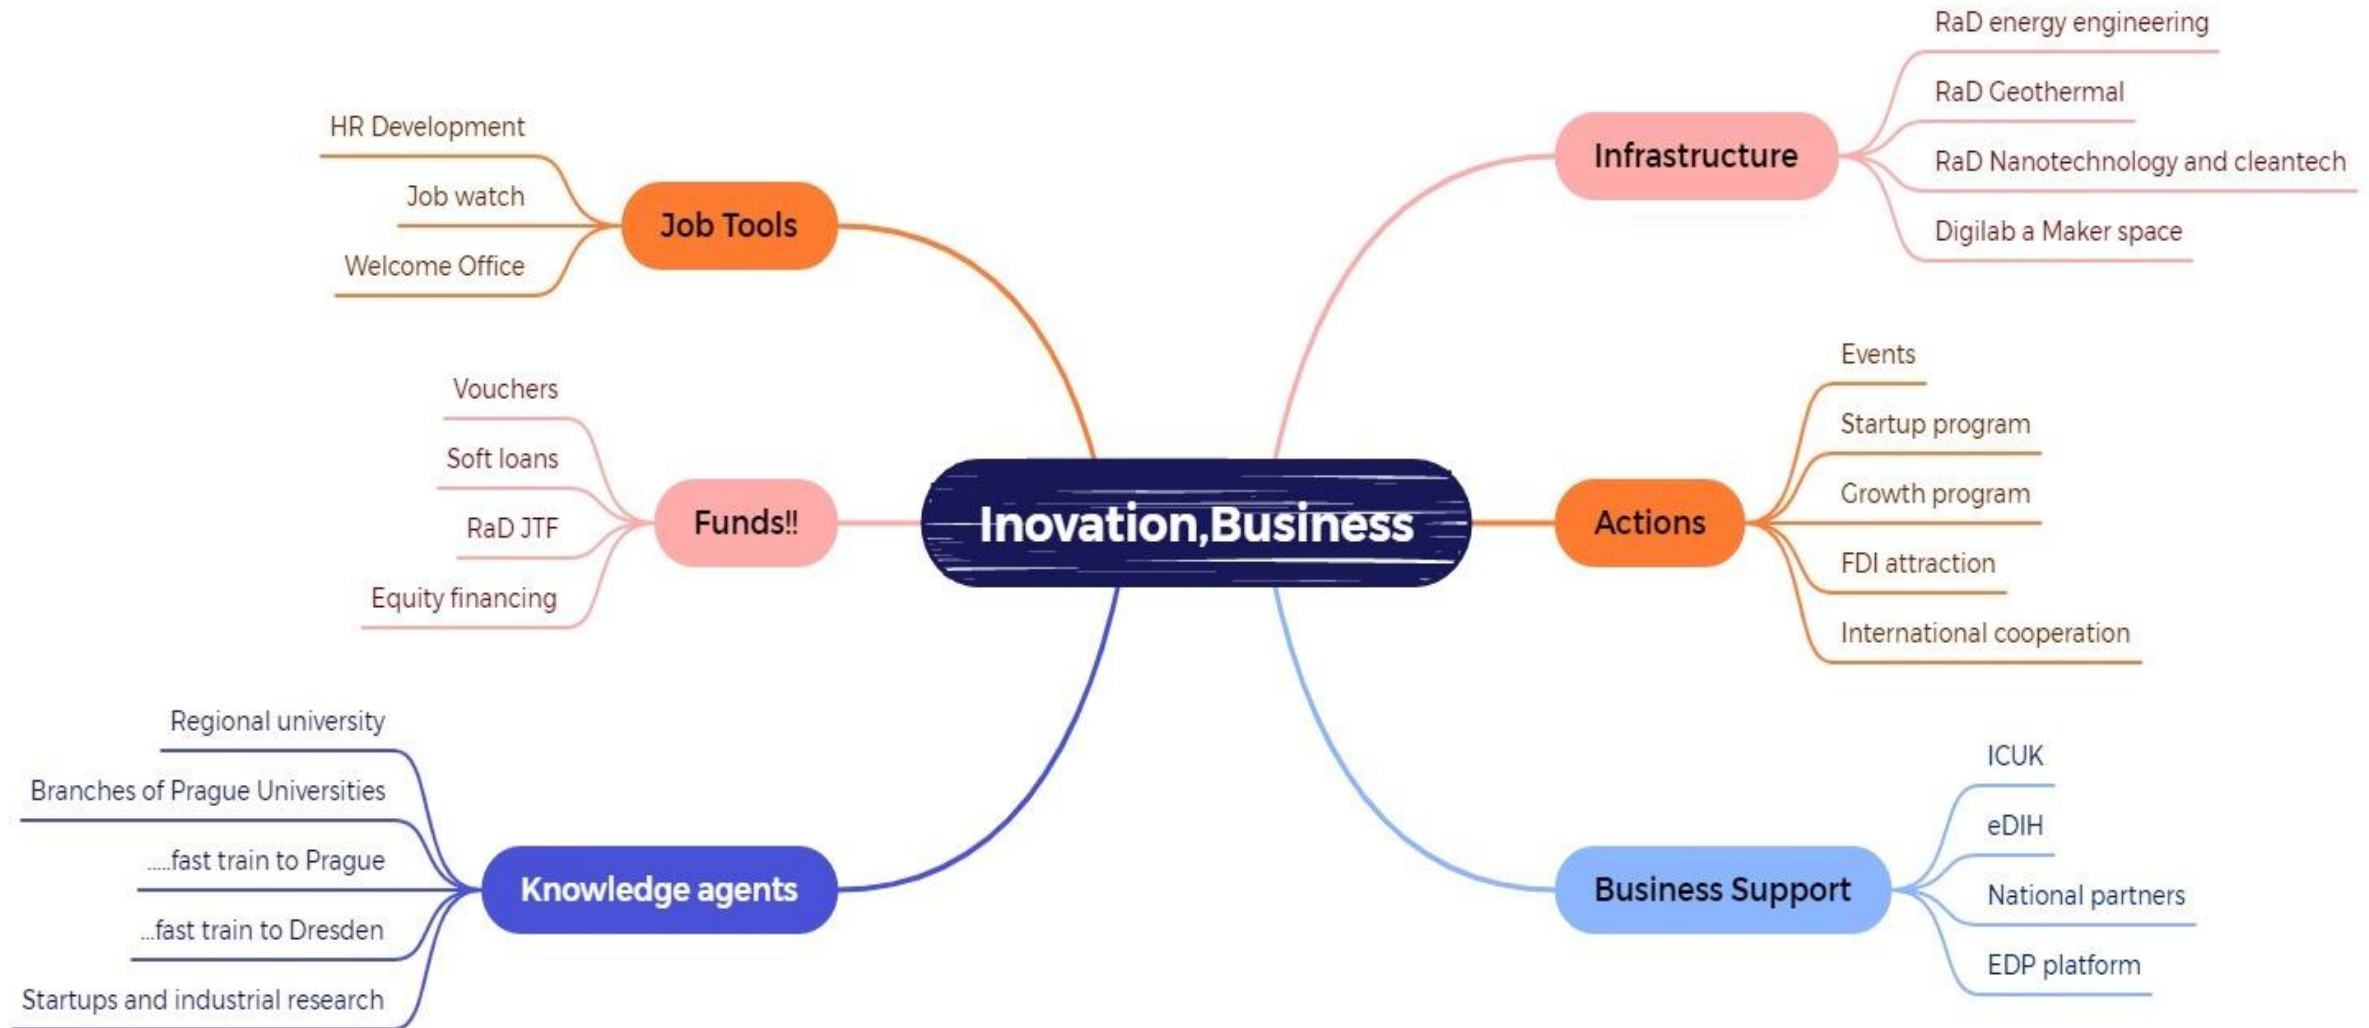 Inovation,Business
Job Tools
HR Development
Job watch
Welcome Office
Funds!!
Vouchers
Soft loans
RaD JTF
Equity financing
Knowledge agents
Regional university
Branches of Prague Universities
.....fast train to Prague
...fast train to Dresden
Startups and industrial research
Infrastructure
RaD energy engineering
RaD Geothermal
RaD Nanotechnology and cleantech
Digilab a Maker space
Actions
Events
Startup program
Growth program
FDI attraction
International cooperation
Business Support
ICUK
eDIH
National partners
EDP platform